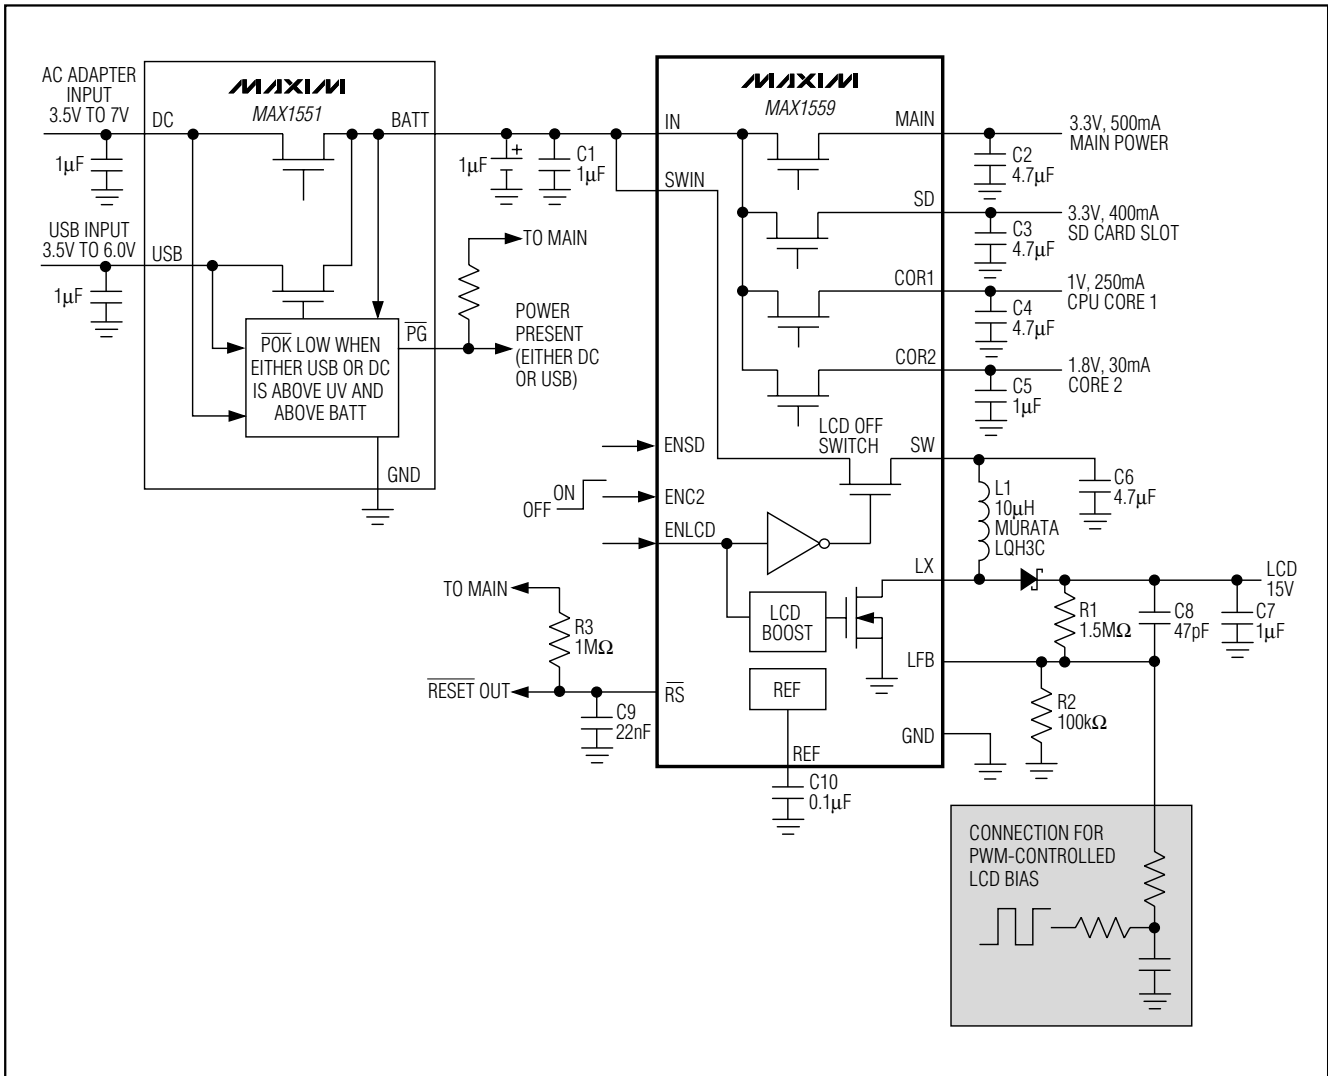 AC ADAPTER
INPUT
3.5V TO 7V
DC
1µF
MAXIM
MAX1551
BATT
USB INPUT
3.5V TO 6.0V
USB
1µF
POK LOW WHEN
EITHER USB OR DC
IS ABOVE UV AND
ABOVE BATT
PG
GND
1µF
+
C1
1µF
TO MAIN
POWER
PRESENT
(EITHER DC
OR USB)
MAXIM
MAX1559
IN
SWIN
MAIN
3.3V, 500mA
MAIN POWER
C2
4.7µF
SD
3.3V, 400mA
SD CARD SLOT
C3
4.7µF
COR1
1V, 250mA
CPU CORE 1
C4
4.7µF
COR2
1.8V, 30mA
CORE 2
C5
1µF
LCD OFF
SWITCH
SW
ENSD
ON
OFF
ENC2
ENLCD
L1
10µH
MURATA
LQH3C
C6
4.7µF
LX
LCD
15V
LCD
BOOST
R1
1.5MΩ
C8
47pF
C7
1µF
LFB
TO MAIN
R3
1MΩ
RESET OUT
RS
C9
22nF
REF
REF
C10
0.1µF
R2
100kΩ
GND
CONNECTION FOR
PWM-CONTROLLED
LCD BIAS